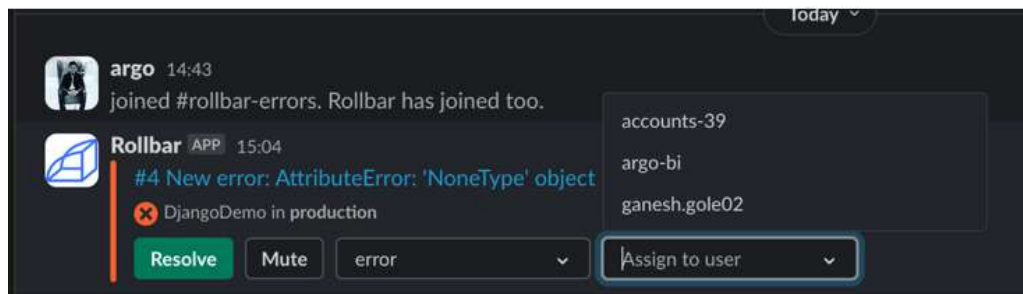 Today
argo 14:43
joined #rollbar-errors. Rollbar has joined too.
Rollbar APP 15:04
#4 New error: AttributeError: 'NoneType' object
DjangoDemo in production
Resolve Mute error Assign to user
accounts-39
argo-bi
ganesh.gole02